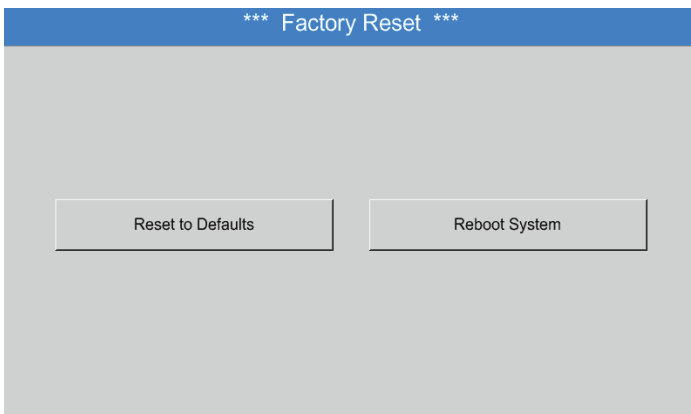 *** Factory Reset ***
Reset to Defaults
Reboot System